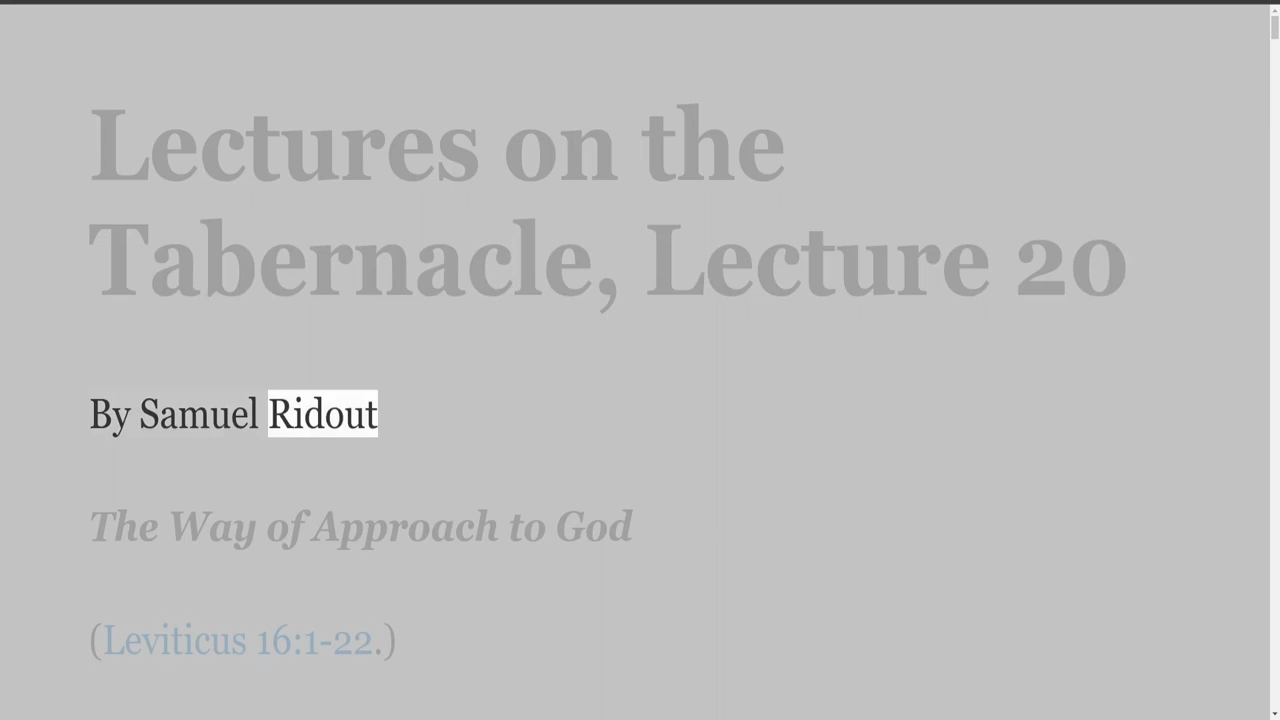 Lectures on the
Tabernacle, Lecture 20
By Samuel Ridout
The Way of Approach to God
(Leviticus 16:1-22.)